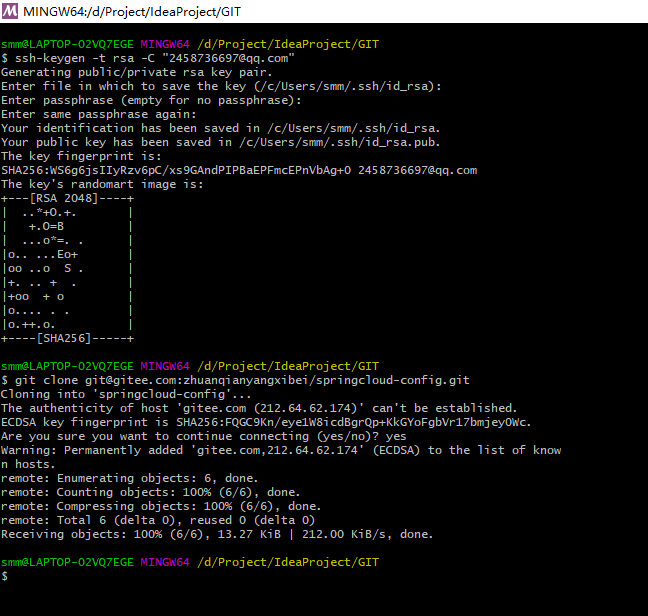 MINGW64:/d/Project/IdeaProject/GIT
smm@LAPTOP-O2VQ7EGE MINGW64 /d/Project/IdeaProject/GIT
$ ssh-keygen -t rsa -C "2458736697@qq.com"
Generating public/private rsa key pair.
Enter file in which to save the key (/c/Users/smm/.ssh/id_rsa):
Enter passphrase (empty for no passphrase):
Enter same passphrase again:
Your identification has been saved in /c/Users/smm/.ssh/id_rsa.
Your public key has been saved in /c/Users/smm/.ssh/id_rsa.pub.
The key fingerprint is:
SHA256:WS6g6jsIIyRzv6pC/xs9GAndPIPBaEPFmcEPnVbAg+0 2458736697@qq.com
The key's randomart image is:
+---[RSA 2048]----+
|  ..*+O.+.       |
|   +.O=B         |
|  ...o*=. .      |
|o.. ...Eo+       |
|oo ..o  S .      |
|+. .. +  .       |
|+oo  + o         |
|o.... . .        |
|o.++.o.          |
+----[SHA256]-----+
smm@LAPTOP-O2VQ7EGE MINGW64 /d/Project/IdeaProject/GIT
$ git clone git@gitee.com:zhuanqianyangxibei/springcloud-config.git
Cloning into 'springcloud-config'...
The authenticity of host 'gitee.com (212.64.62.174)' can't be established.
ECDSA key fingerprint is SHA256:FQGC9Kn/eye1W8icdBgrQp+KkGYoFgbVr17bmjeyOWc.
Are you sure you want to continue connecting (yes/no)? yes
Warning: Permanently added 'gitee.com,212.64.62.174' (ECDSA) to the list of know
n hosts.
remote: Enumerating objects: 6, done.
remote: Counting objects: 100% (6/6), done.
remote: Compressing objects: 100% (6/6), done.
remote: Total 6 (delta 0), reused 0 (delta 0)
Receiving objects: 100% (6/6), 13.27 KiB | 212.00 KiB/s, done.
smm@LAPTOP-O2VQ7EGE MINGW64 /d/Project/IdeaProject/GIT
$